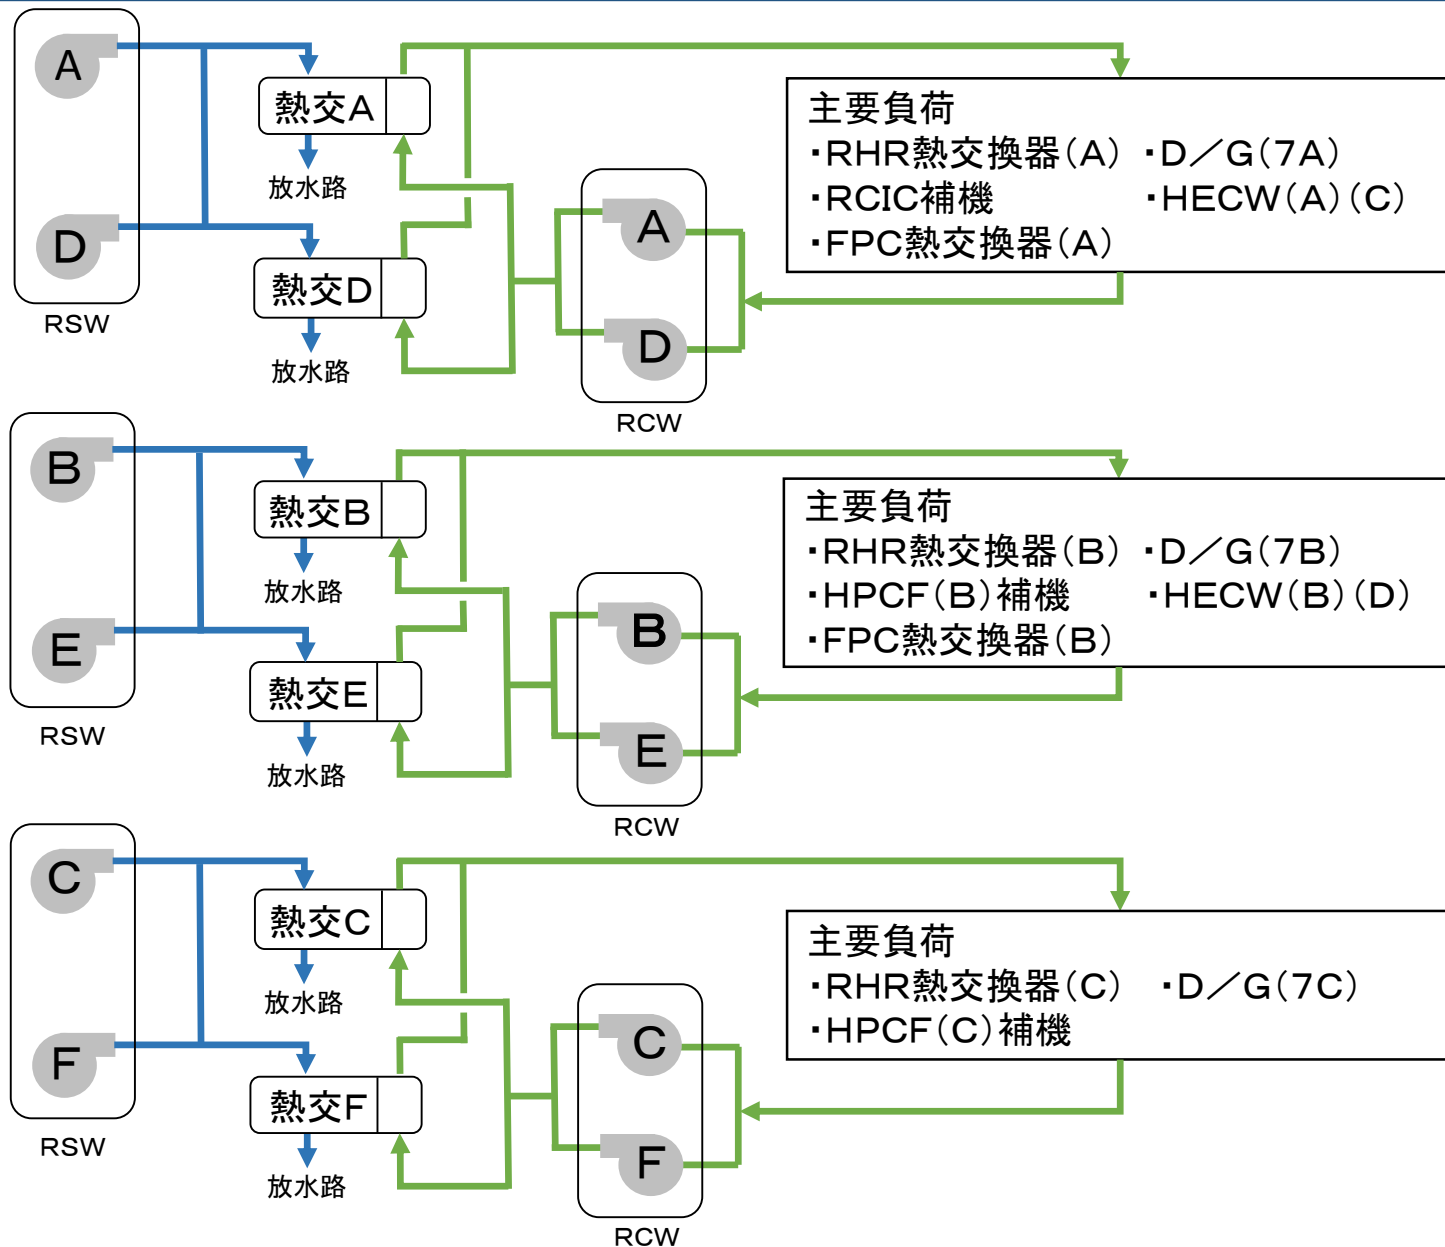 A
D
RSW
熱交A
放水路
熱交D
放水路
A
D
RCW
主要負荷
・RHR熱交換器(A) ・D／G(7A)
・RCIC補機 ・HECW(A)(C)
・FPC熱交換器(A)
B
E
RSW
熱交B
放水路
熱交E
放水路
B
E
RCW
主要負荷
・RHR熱交換器(B) ・D／G(7B)
・HPCF(B)補機 ・HECW(B)(D)
・FPC熱交換器(B)
C
F
RSW
熱交C
放水路
熱交F
放水路
C
F
RCW
主要負荷
・RHR熱交換器(C) ・D／G(7C)
・HPCF(C)補機